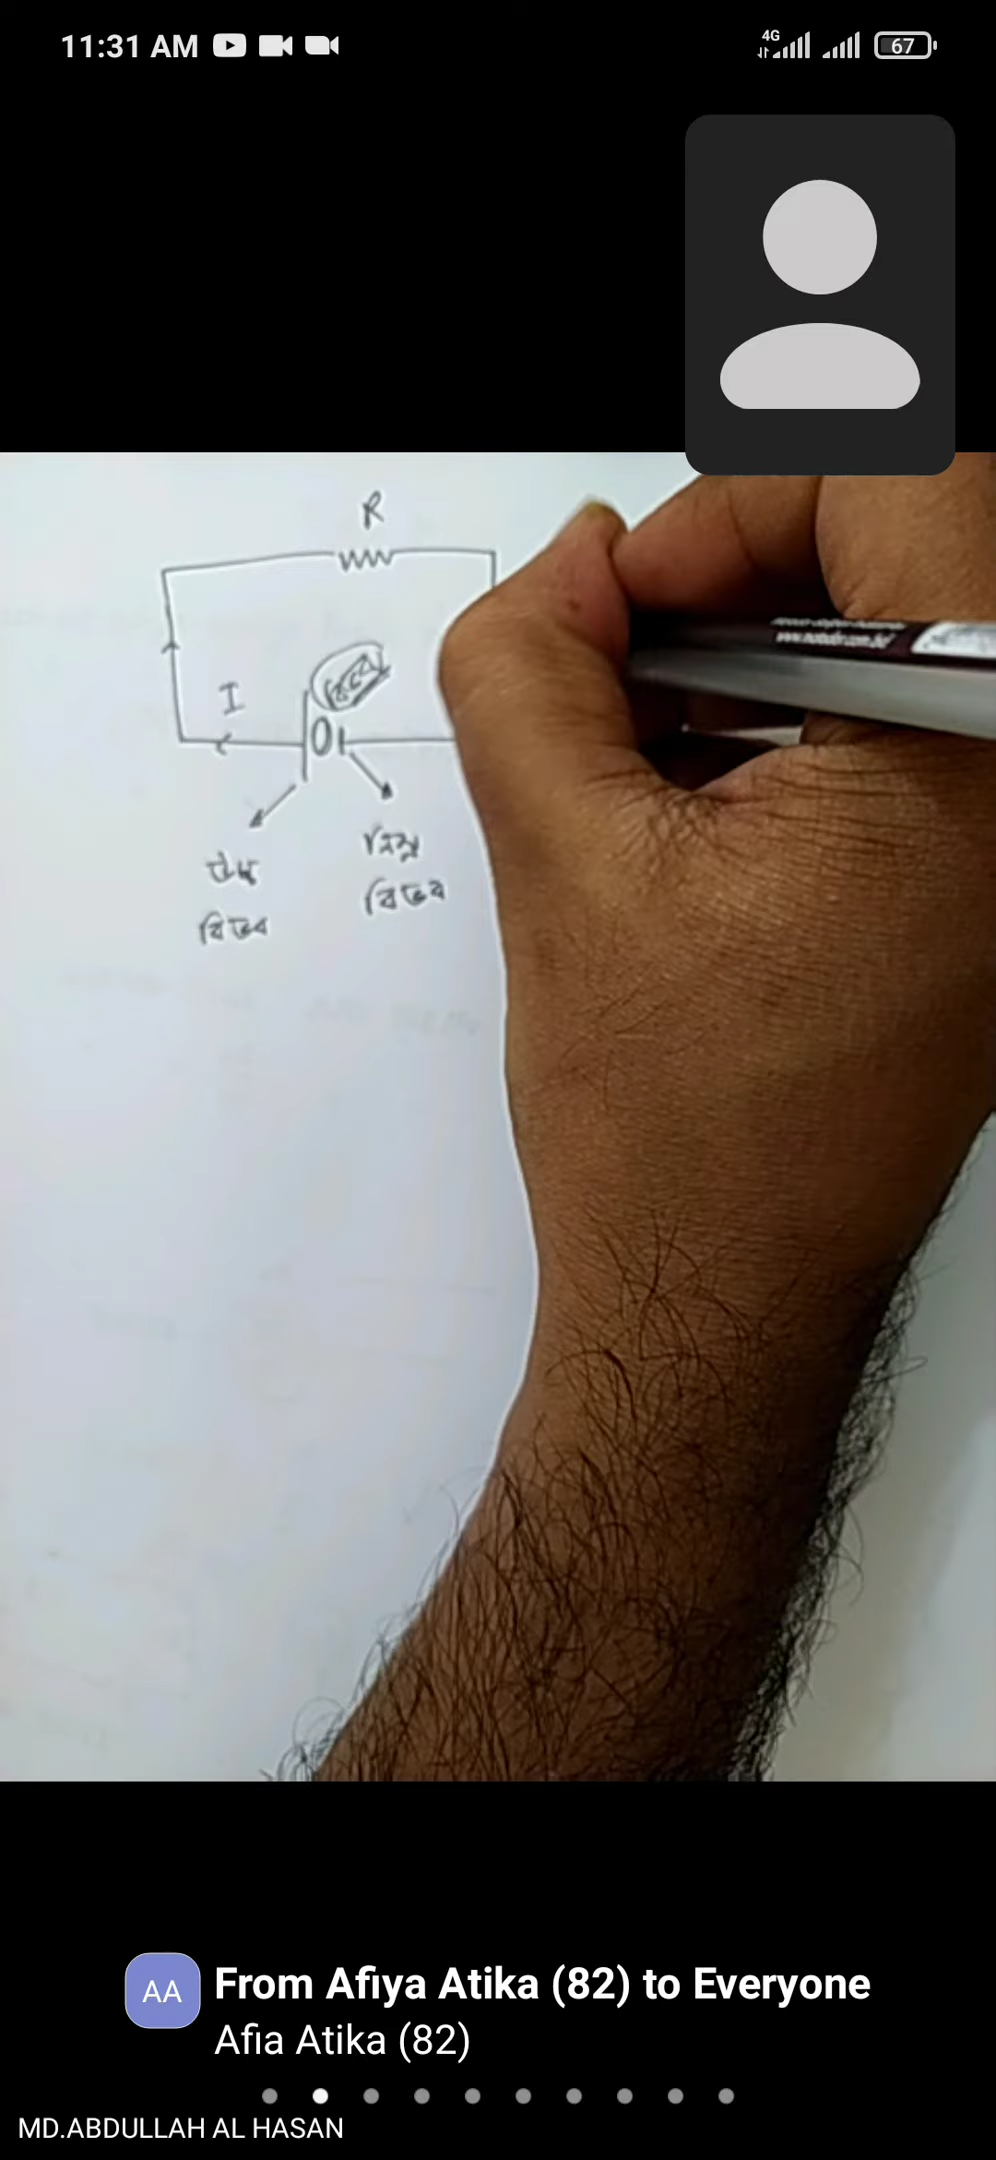 11:31 AM
4G
67
R
I
উচ্চ
বিভব
নিম্ন
বিভব
From Afiya Atika (82) to Everyone
AA
Afia Atika (82)
MD.ABDULLAH AL HASAN